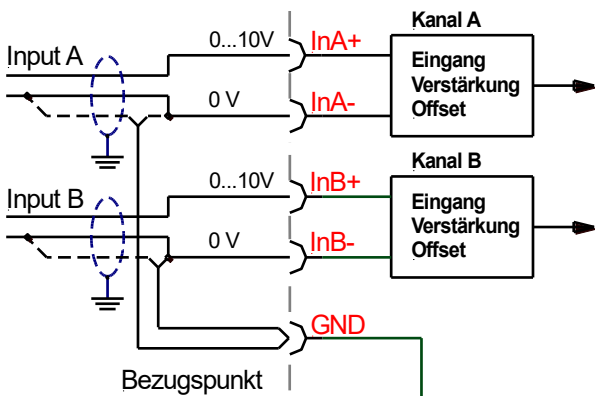 Kanal A
Input A
0...10V
InA+
Eingang
Verstärkung
Offset
0 V
InA-
Kanal B
Input B
0...10V
InB+
Eingang
Verstärkung
Offset
0 V
InB-
GND
Bezugspunkt